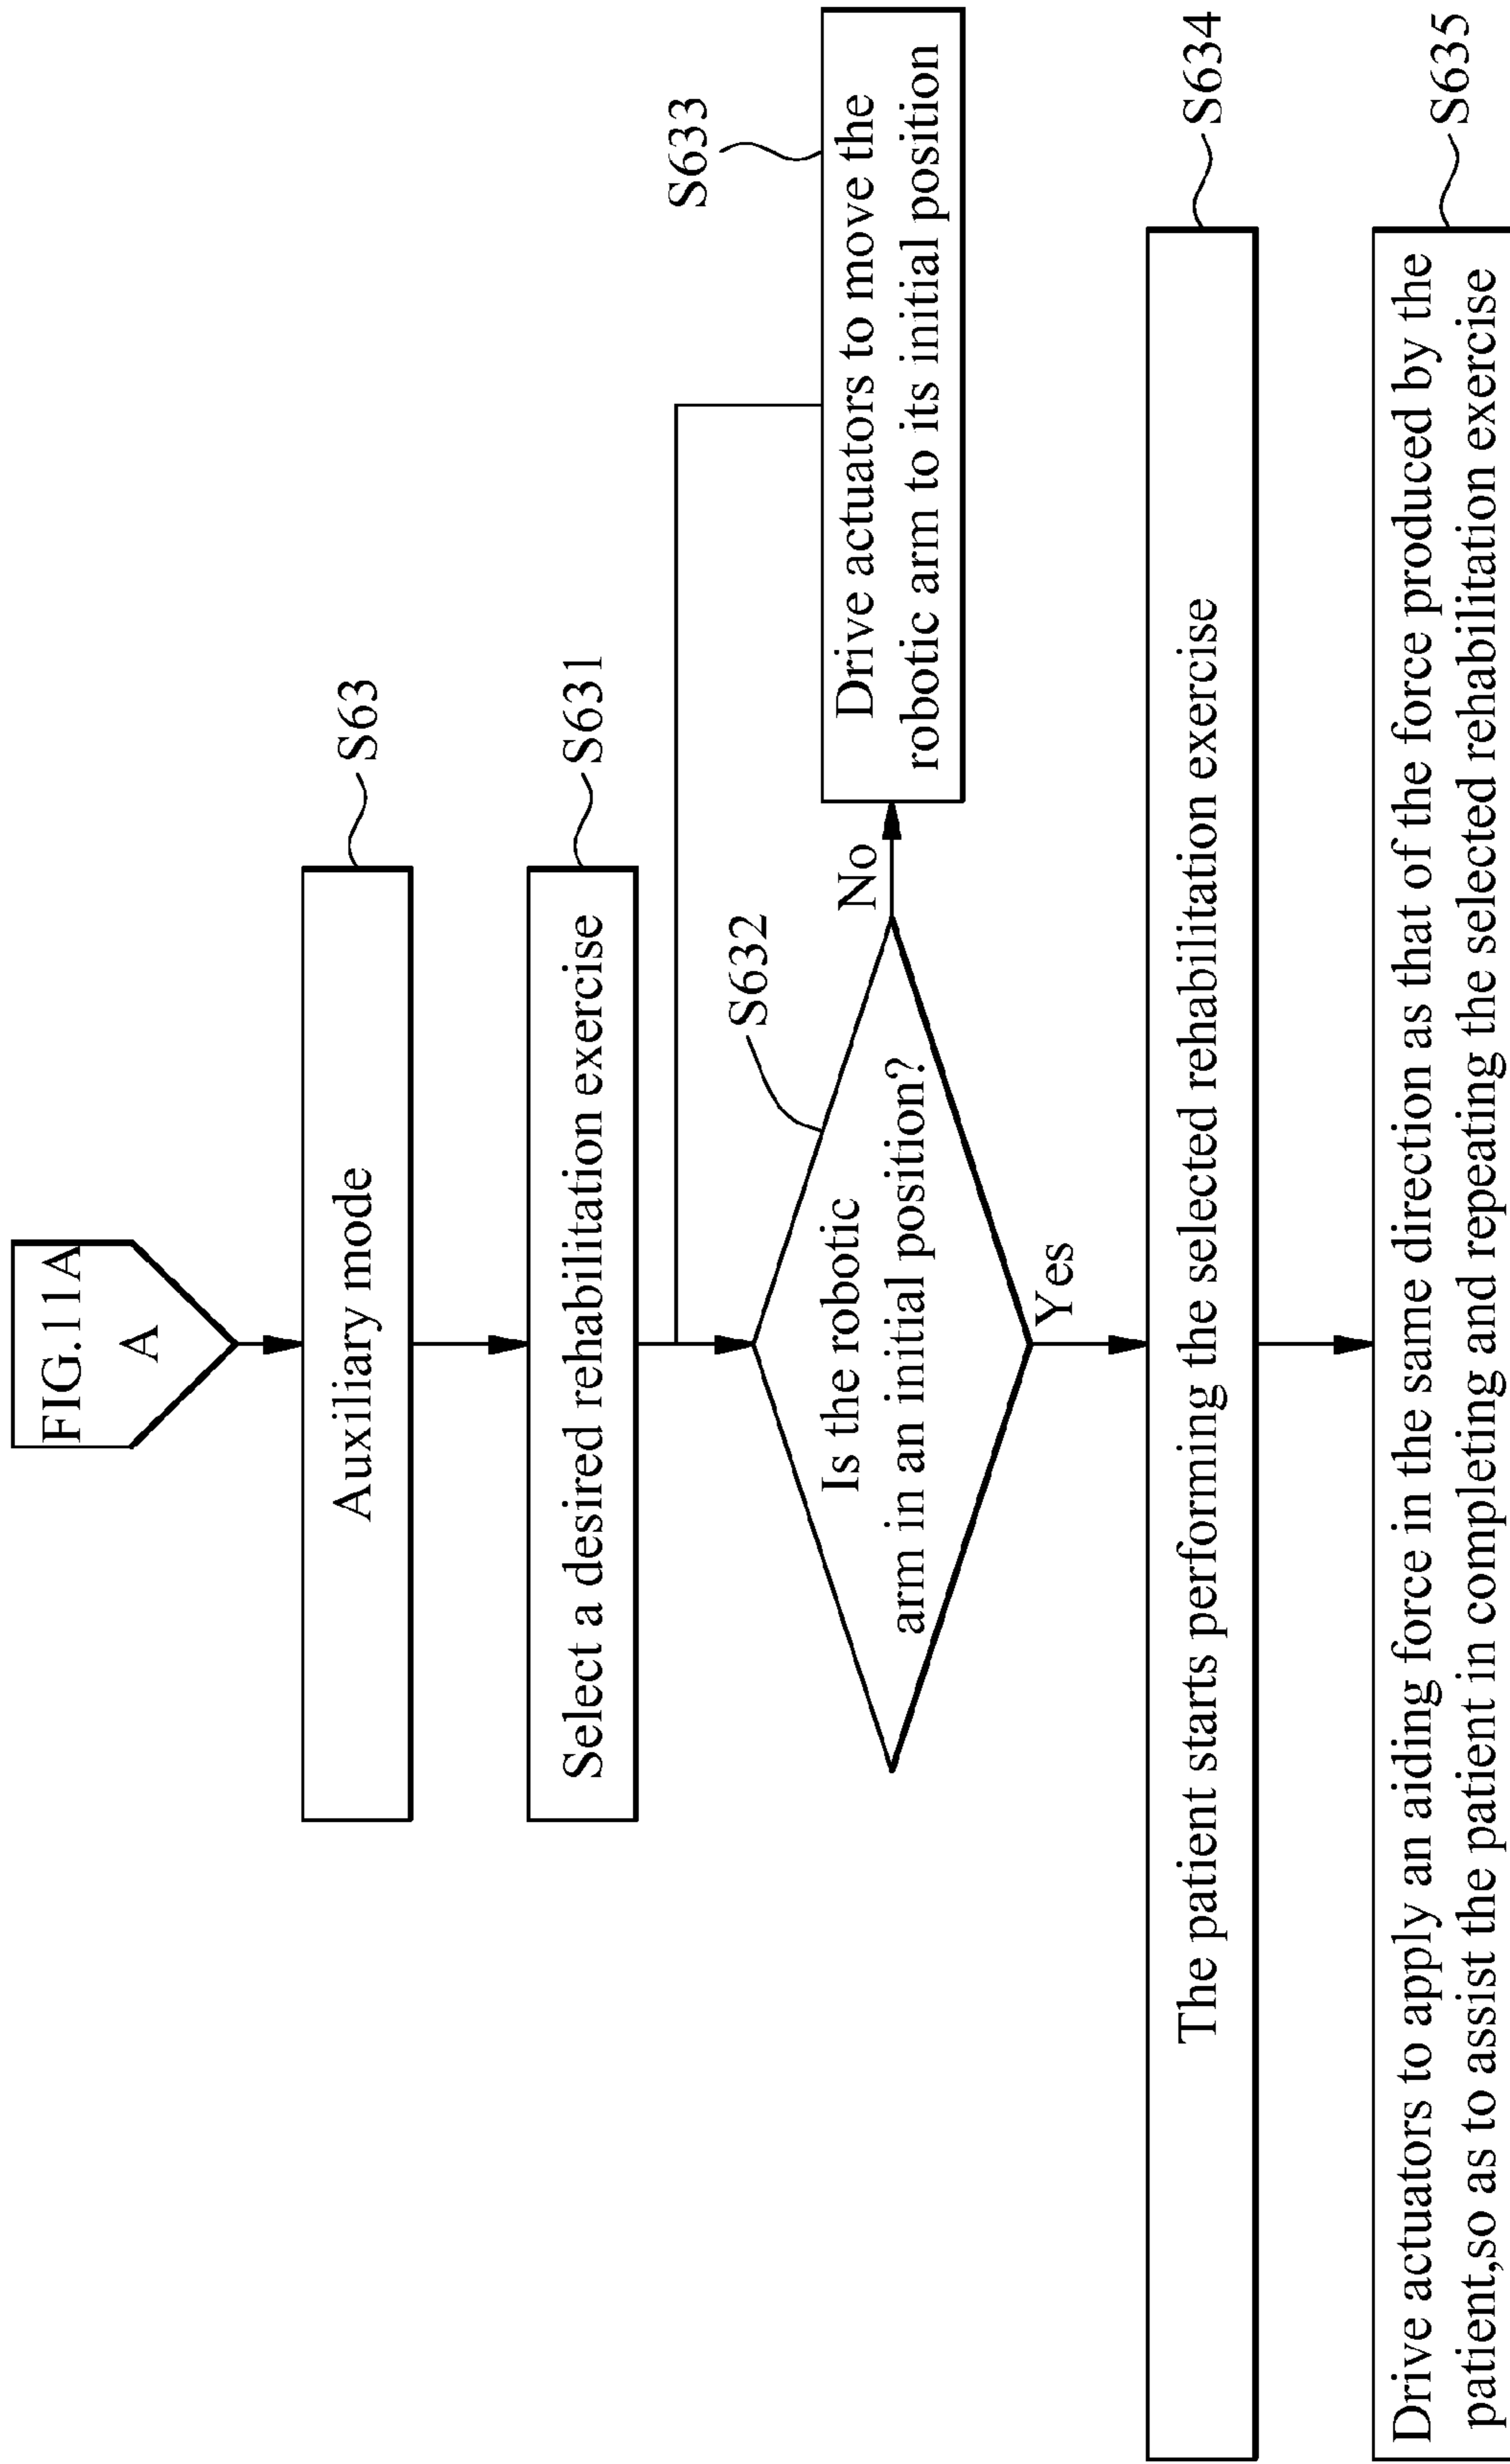 FIG.11A
A
Auxiliary mode
S63
Select a desired rehabilitation exercise
S631
Is the robotic
arm in an initial position?
S632
No
Drive actuators to move the
robotic arm to its initial position
S633
Yes
The patient starts performing the selected rehabilitation exercise
S634
Drive actuators to apply an aiding force in the same direction as that of the force produced by the
patient,so as to assist the patient in completing and repeating the selected rehabilitation exercise
S635